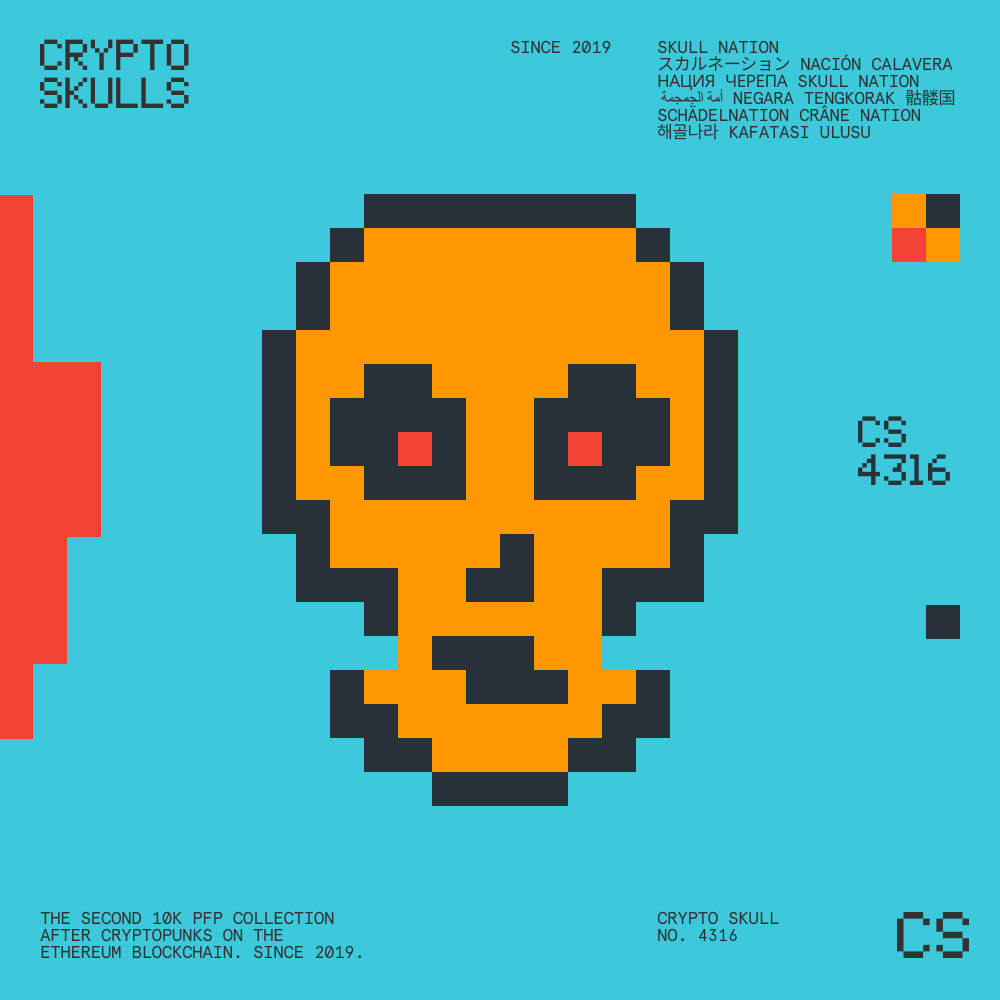 CRYPTO
SKULLS
SINCE 2019
SKULL NATION
スカルネーション NACIÓN CALAVERA
НАЦИЯ ЧЕРЕПА SKULL NATION
أمة الجمجمة NEGARA TENGKORAK 骷髅国
SCHÄDELNATION CRÂNE NATION
해골나라 KAFATASI ULUSU
CS
4316
THE SECOND 10K PFP COLLECTION
AFTER CRYPTOPUNKS ON THE
ETHEREUM BLOCKCHAIN. SINCE 2019.
CRYPTO SKULL
NO. 4316
CS